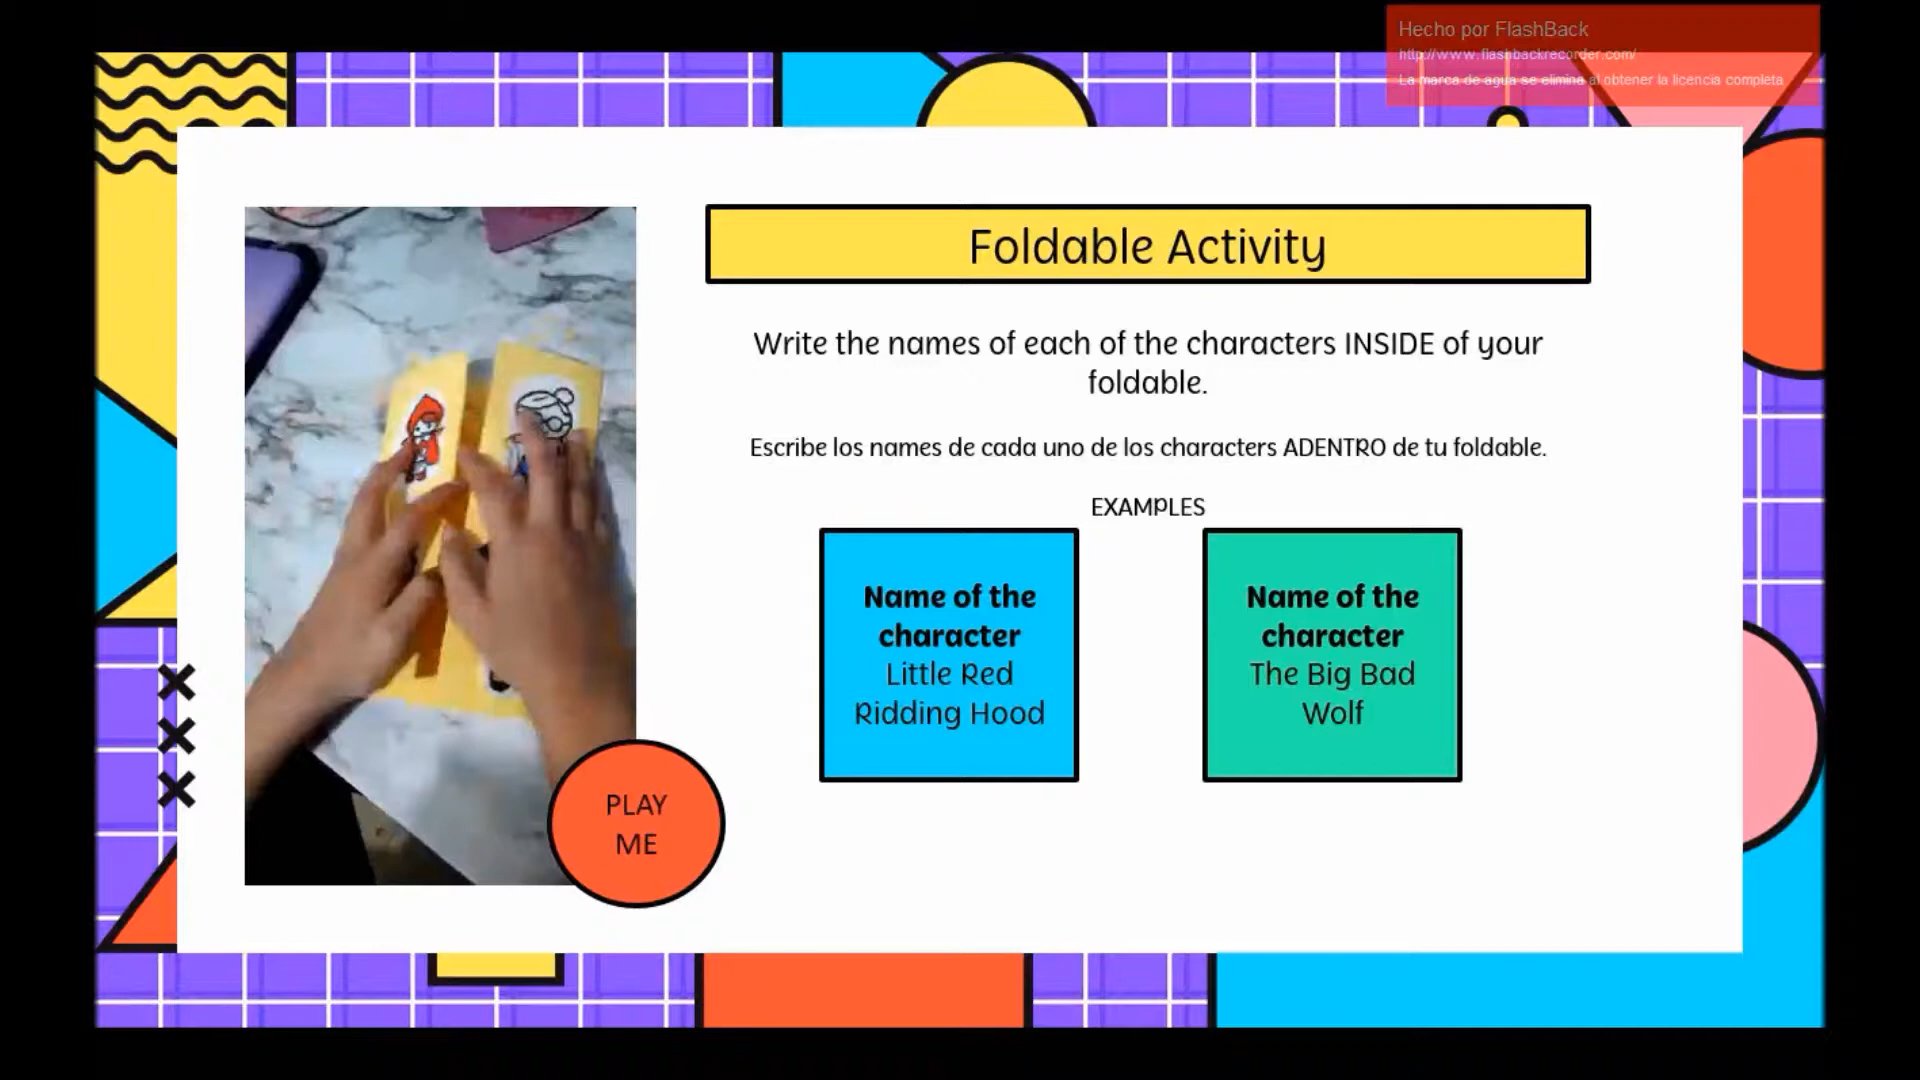 Hecho por FlashBack
http://www.flashbackrecorder.com/
La marca de agua se elimina al obtener la licencia completa
Foldable Activity
Write the names of each of the characters INSIDE of your
foldable.
Escribe los names de cada uno de los characters ADENTRO de tu foldable.
EXAMPLES
Name of the
character
Little Red
Ridding Hood
Name of the
character
The Big Bad
Wolf
PLAY
ME